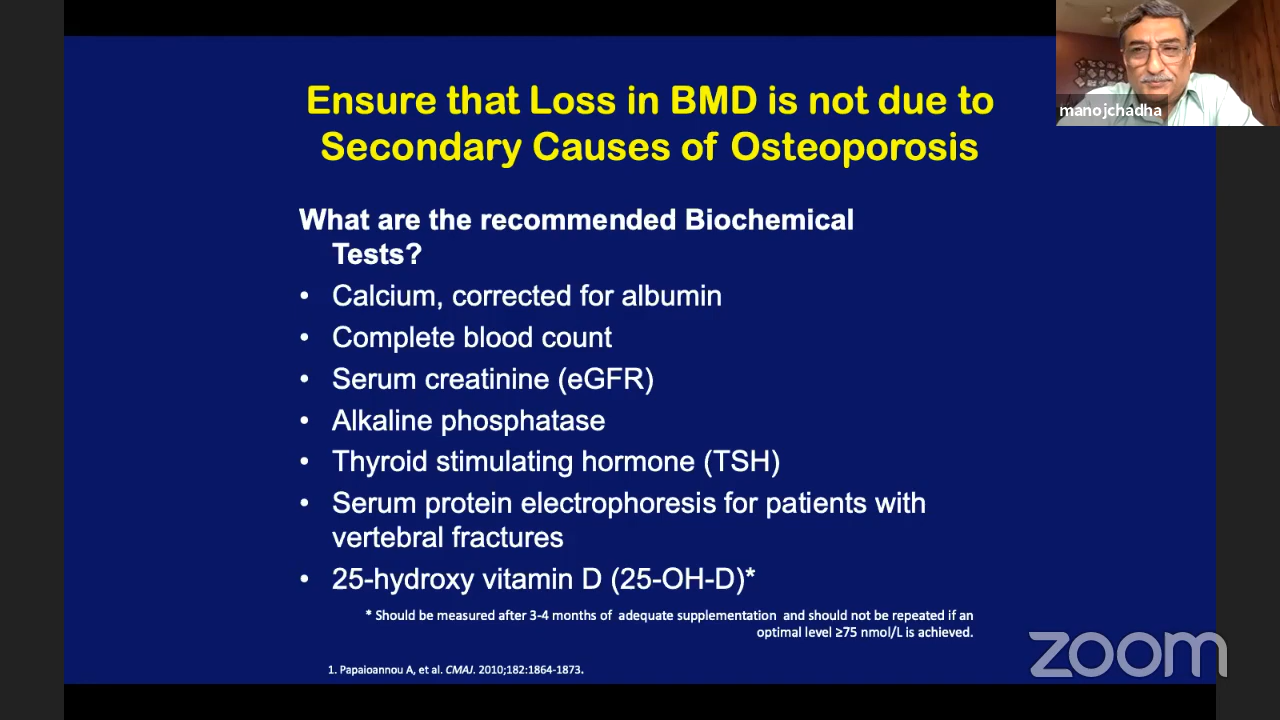 Ensure that Loss in BMD is not due to
Secondary Causes of Osteoporosis
manojchadha
What are the recommended Biochemical
Tests?
• Calcium, corrected for albumin
• Complete blood count
• Serum creatinine (eGFR)
• Alkaline phosphatase
• Thyroid stimulating hormone (TSH)
• Serum protein electrophoresis for patients with
vertebral fractures
• 25-hydroxy vitamin D (25-OH-D)*
* Should be measured after 3-4 months of adequate supplementation and should not be repeated if an
optimal level ≥75 nmol/L is achieved.
1. Papaioannou A, et al. CMAJ. 2010;182:1864-1873.
zoom